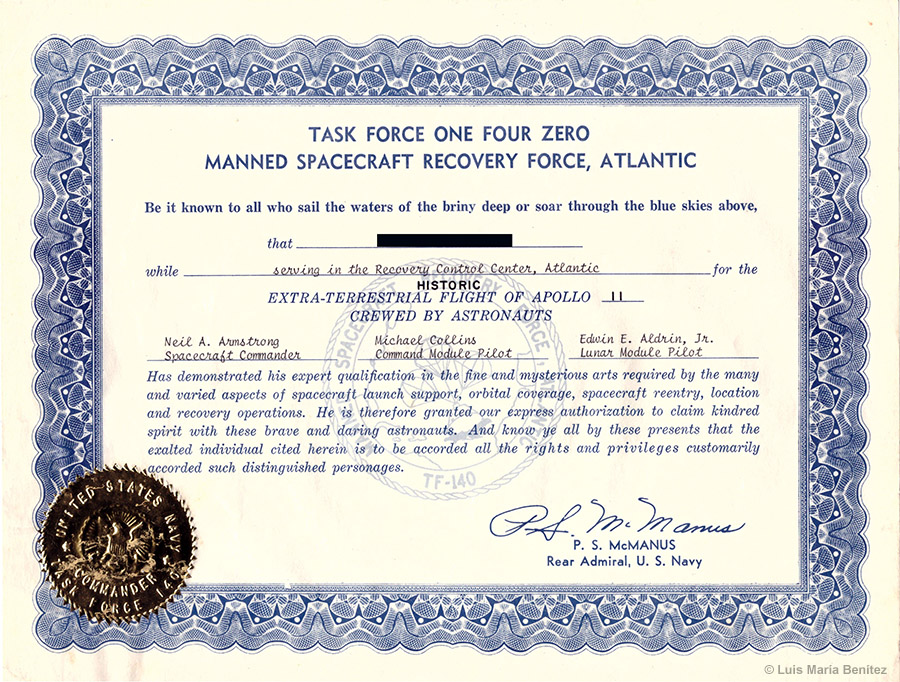 TASK FORCE ONE FOUR ZERO
MANNED SPACECRAFT RECOVERY FORCE, ATLANTIC
Be it known to all who sail the waters of the briny deep or soar through the blue skies above,
that
while serving in the Recovery Control Center, Atlantic for the
HISTORIC
EXTRA-TERRESTRIAL FLIGHT OF APOLLO 11
CREWED BY ASTRONAUTS
Neil A. Armstrong Michael Collins Edwin E. Aldrin, Jr.
Spacecraft Commander Command Module Pilot Lunar Module Pilot
Has demonstrated his expert qualification in the fine and mysterious arts required by the many
and varied aspects of spacecraft launch support, orbital coverage, spacecraft reentry, location
and recovery operations. He is therefore granted our express authorization to claim kindred
spirit with these brave and daring astronauts. And know ye all by these presents that the
exalted individual cited herein is to be accorded all the rights and privileges customarily
accorded such distinguished personages.
TF-140
P. S. McManus
P. S. McMANUS
Rear Admiral, U. S. Navy
UNITED STATES NAVY
COMMANDER
TASK FORCE 140
© Luis Maria Benitez